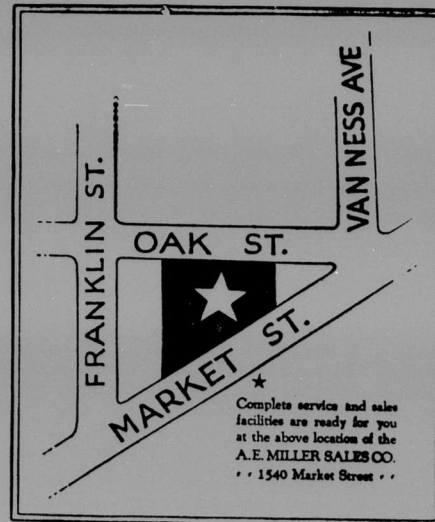 VAN NESS AVE
FRANKLIN ST.
OAK ST.
MARKET ST.
Complete service and sales
facilities are ready for you
at the above location of the
A.E. MILLER SALES CO.
· · 1540 Market Street · ·